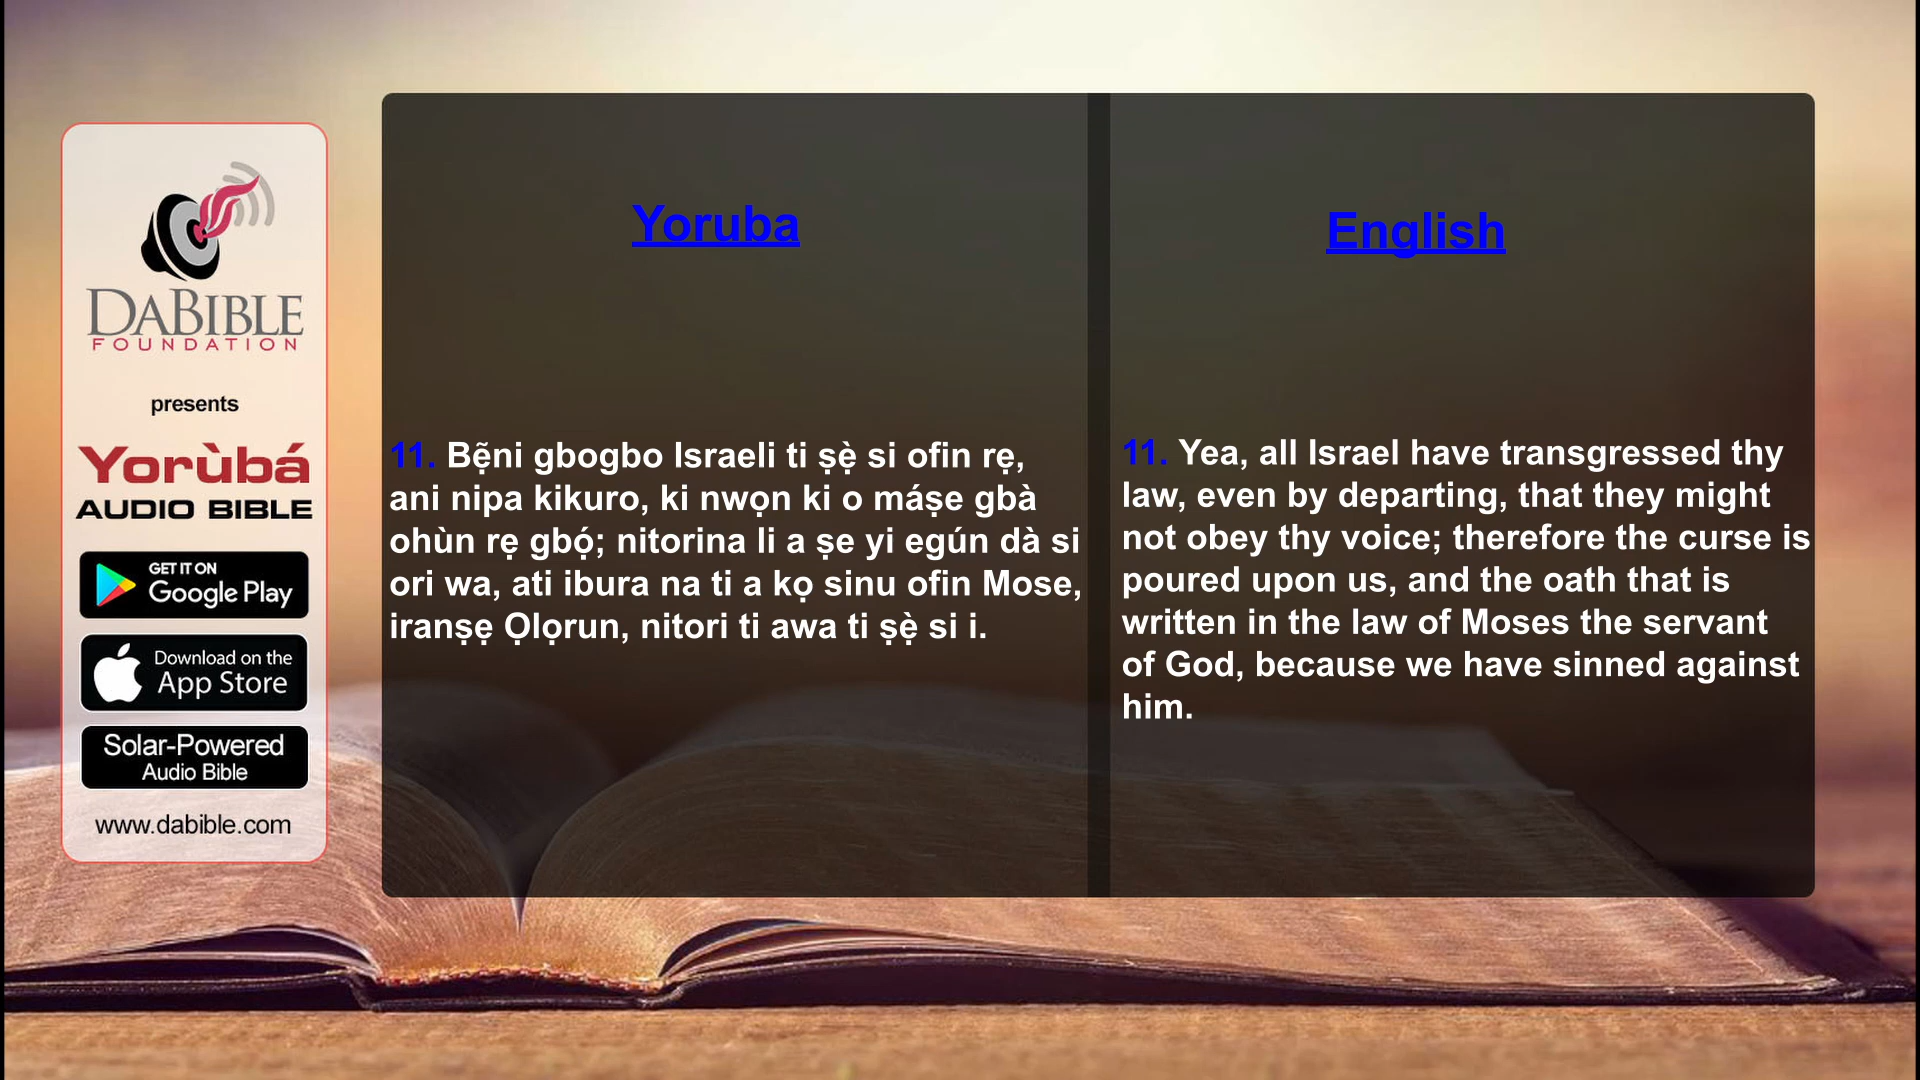 DABIBLE
FOUNDATION
presents
Yorùbá
AUDIO BIBLE
GET IT ON
Google Play
Download on the
App Store
Solar-Powered
Audio Bible
www.dabible.com
Yoruba
11. Bẹ̃ni gbogbo Israeli ti ṣẹ̀ si ofin rẹ,
ani nipa kikuro, ki nwọn ki o máṣe gbà
ohùn rẹ gbọ́; nitorina li a ṣe yi egún dà si
ori wa, ati ibura na ti a kọ sinu ofin Mose,
iranṣẹ Ọlọrun, nitori ti awa ti ṣẹ̀ si i.
English
11. Yea, all Israel have transgressed thy
law, even by departing, that they might
not obey thy voice; therefore the curse is
poured upon us, and the oath that is
written in the law of Moses the servant
of God, because we have sinned against
him.